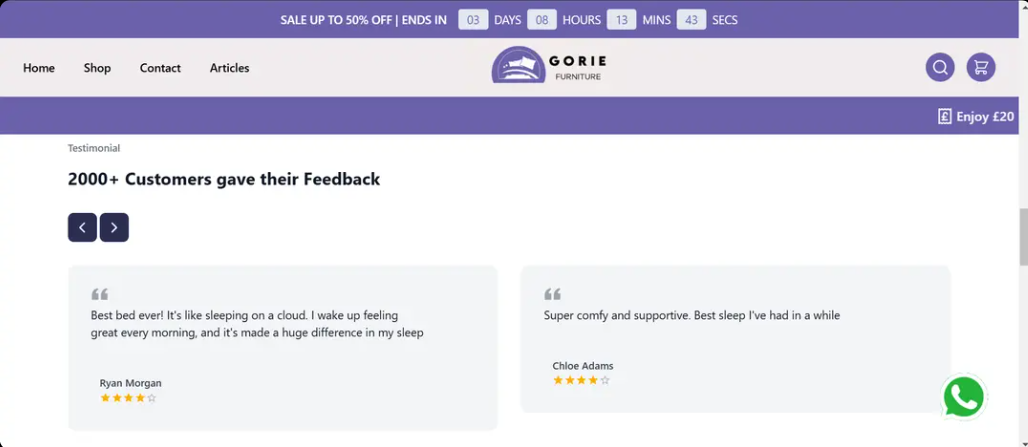 SALE UP TO 50% OFF | ENDS IN 03 DAYS 08 HOURS 13 MINS 43 SECS
Home Shop Contact Articles
GORIE
FURNITURE
£ Enjoy £20
Testimonial
2000+ Customers gave their Feedback
“
Best bed ever! It's like sleeping on a cloud. I wake up feeling
great every morning, and it's made a huge difference in my sleep
Ryan Morgan
“
Super comfy and supportive. Best sleep I've had in a while
Chloe Adams